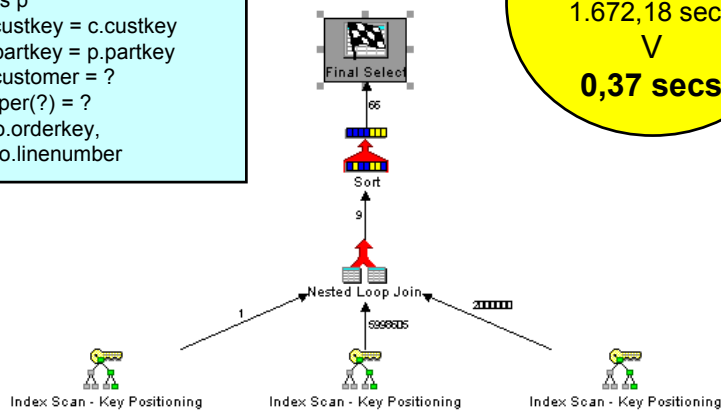 s p
custkey = c.custkey
partkey = p.partkey
customer = ?
per(?) = ?
o.orderkey,
o.linenumber
1.672,18 sec
V
0,37 secs
Final Select
66
Sort
9
Nested Loop Join
1
5998605
2000000
Index Scan - Key Positioning
Index Scan - Key Positioning
Index Scan - Key Positioning